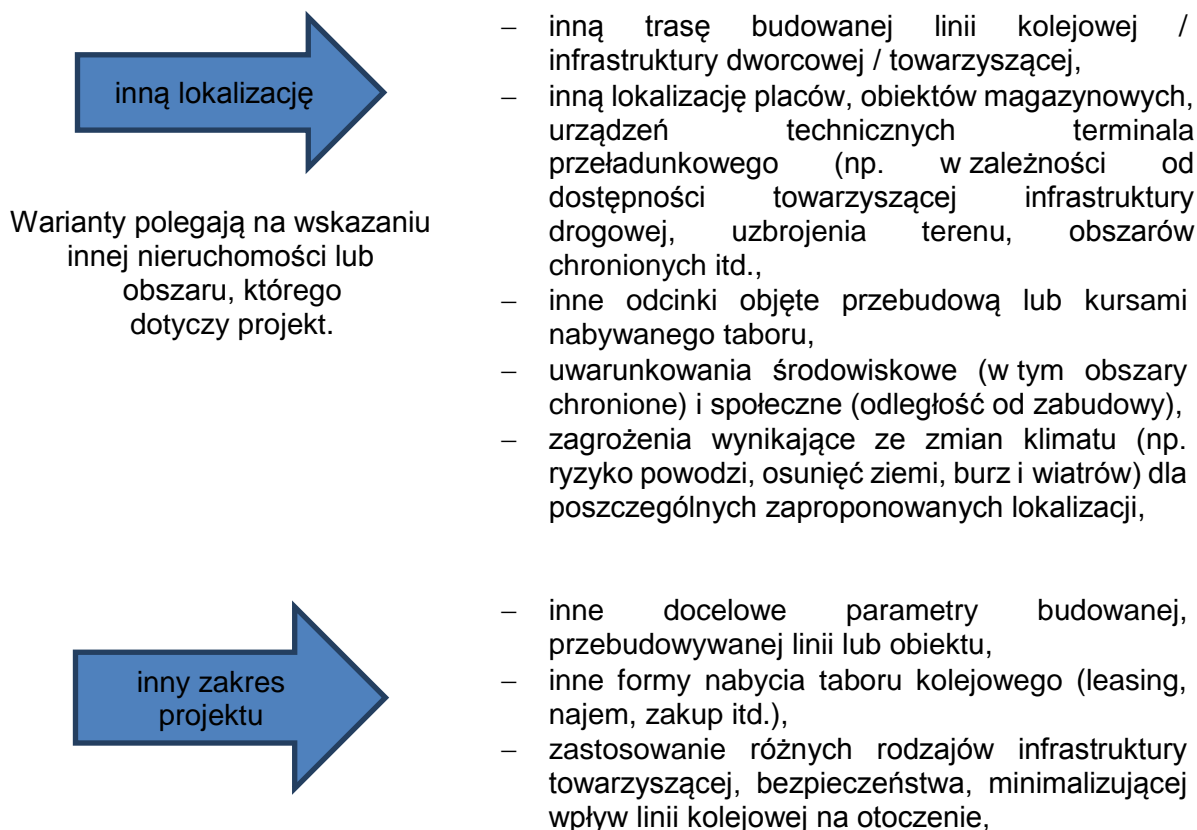 inną lokalizację
Warianty polegają na wskazaniu
innej nieruchomości lub
obszaru, którego
dotyczy projekt.
– inną trasę budowanej linii kolejowej /
infrastruktury dworcowej / towarzyszącej,
– inną lokalizację placów, obiektów magazynowych,
urządzeń technicznych terminala
przeładunkowego (np. w zależności od
dostępności towarzyszącej infrastruktury
drogowej, uzbrojenia terenu, obszarów
chronionych itd.,
– inne odcinki objęte przebudową lub kursami
nabywanego taboru,
– uwarunkowania środowiskowe (w tym obszary
chronione) i społeczne (odległość od zabudowy),
– zagrożenia wynikające ze zmian klimatu (np.
ryzyko powodzi, osunięć ziemi, burz i wiatrów) dla
poszczególnych zaproponowanych lokalizacji,
inny zakres
projektu
– inne docelowe parametry budowanej,
przebudowywanej linii lub obiektu,
– inne formy nabycia taboru kolejowego (leasing,
najem, zakup itd.),
– zastosowanie różnych rodzajów infrastruktury
towarzyszącej, bezpieczeństwa, minimalizującej
wpływ linii kolejowej na otoczenie,